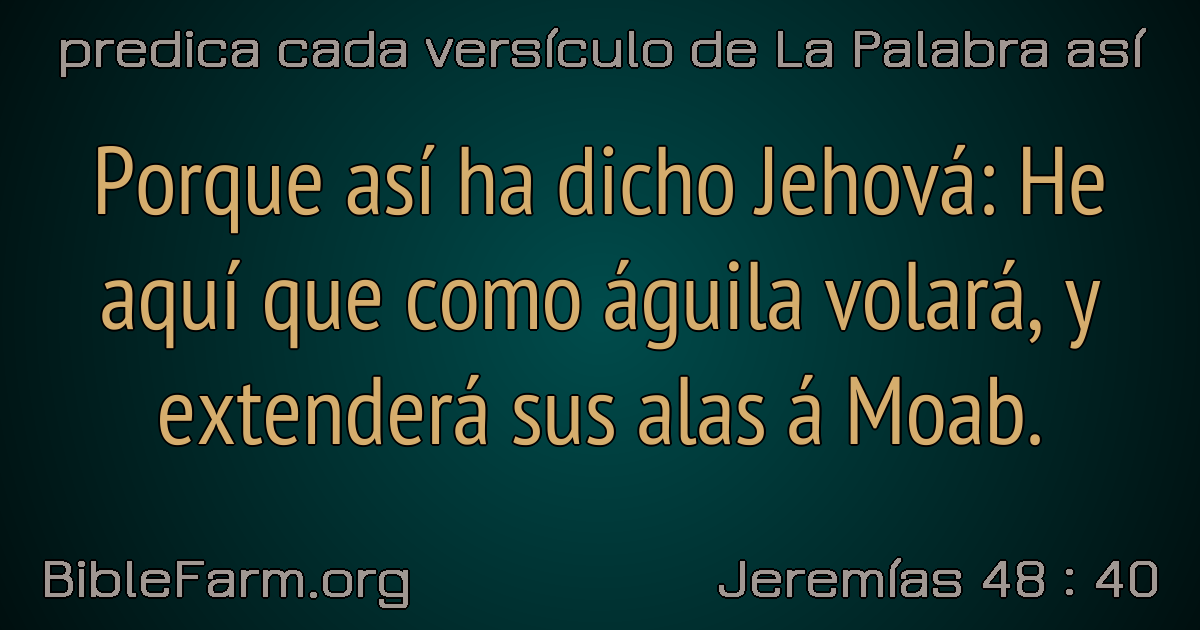 predica cada versículo de La Palabra así
Porque así ha dicho Jehová: He
aquí que como águila volará, y
extenderá sus alas á Moab.
BibleFarm.org
Jeremías 48 : 40